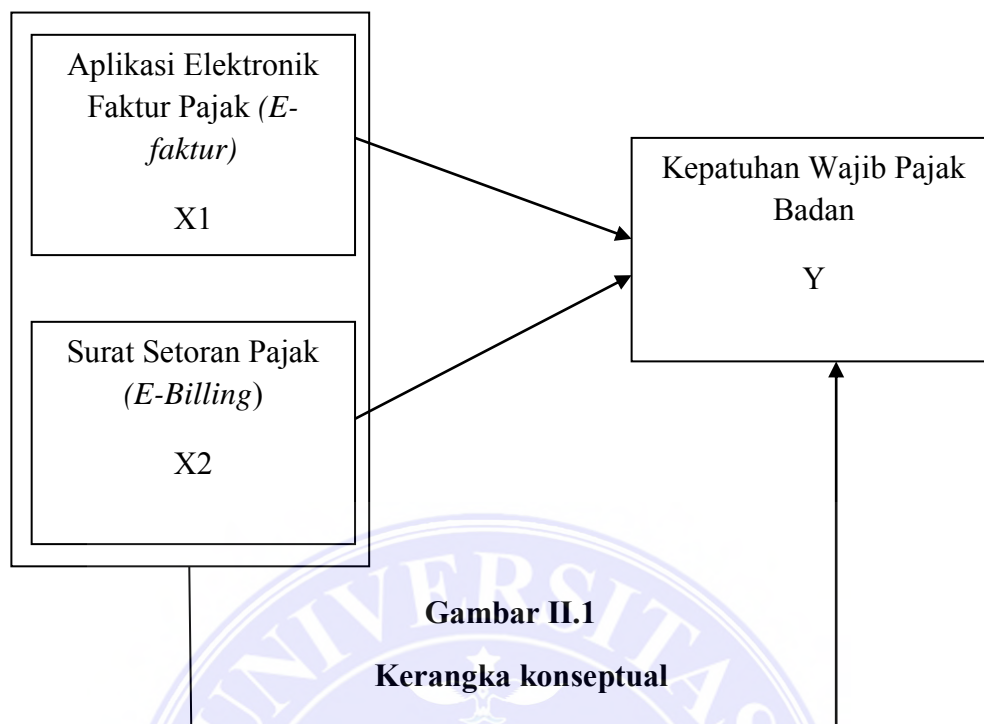 Aplikasi Elektronik
Faktur Pajak (E-
faktur)
X1
Surat Setoran Pajak
(E-Billing)
X2
Kepatuhan Wajib Pajak
Badan
Y
Gambar II.1
Kerangka konseptual
UNIVERSITAS